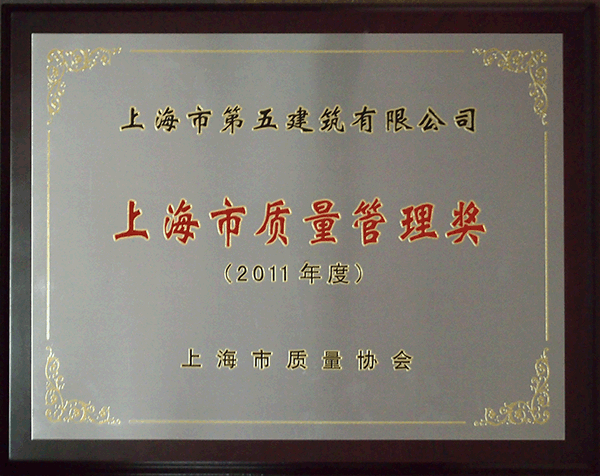 上海市第五建筑有限公司
上海市质量管理奖
（2011年度）
上海市质量协会